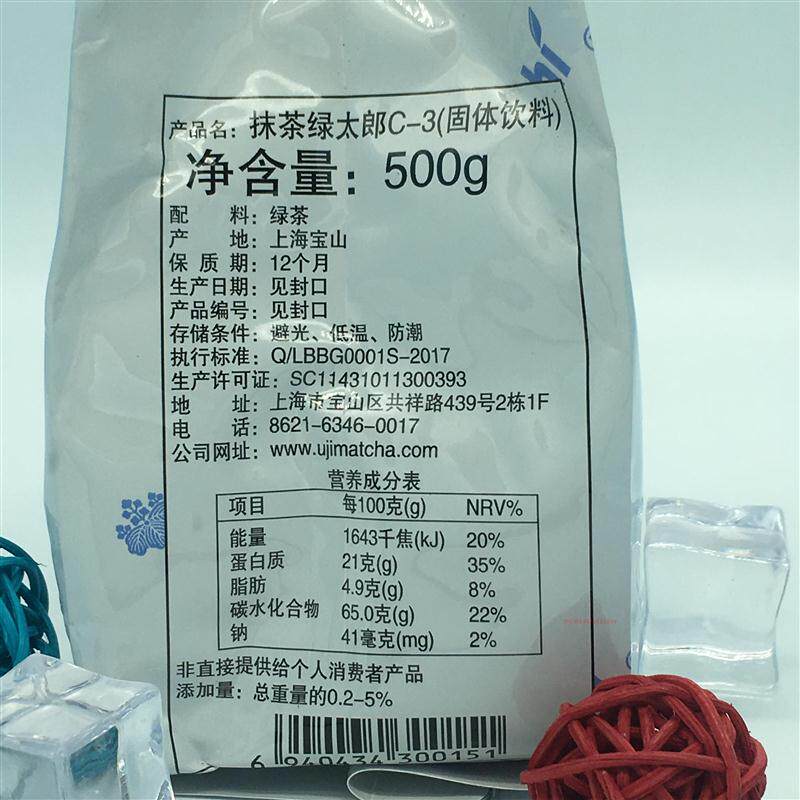 hi
产品名：抹茶绿太郎C-3(固体饮料)
净含量：500g
配 料：绿茶
产 地：上海宝山
保 质 期：12个月
生产日期：见封口
产品编号：见封口
存储条件：避光、低温、防潮
执行标准：Q/LBBG0001S-2017
生产许可证：SC11431011300393
地 址：上海市宝山区共祥路439号2栋1F
电 话：8621-6346-0017
公司网址：www.ujimatcha.com
营养成分表
项目 每100克(g) NRV%
能量 1643千焦(kJ) 20%
蛋白质 21克(g) 35%
脂肪 4.9克(g) 8%
碳水化合物 65.0克(g) 22%
钠 41毫克(mg) 2%
非直接提供给个人消费者产品
添加量：总重量的0.2-5%
6 940434 300151